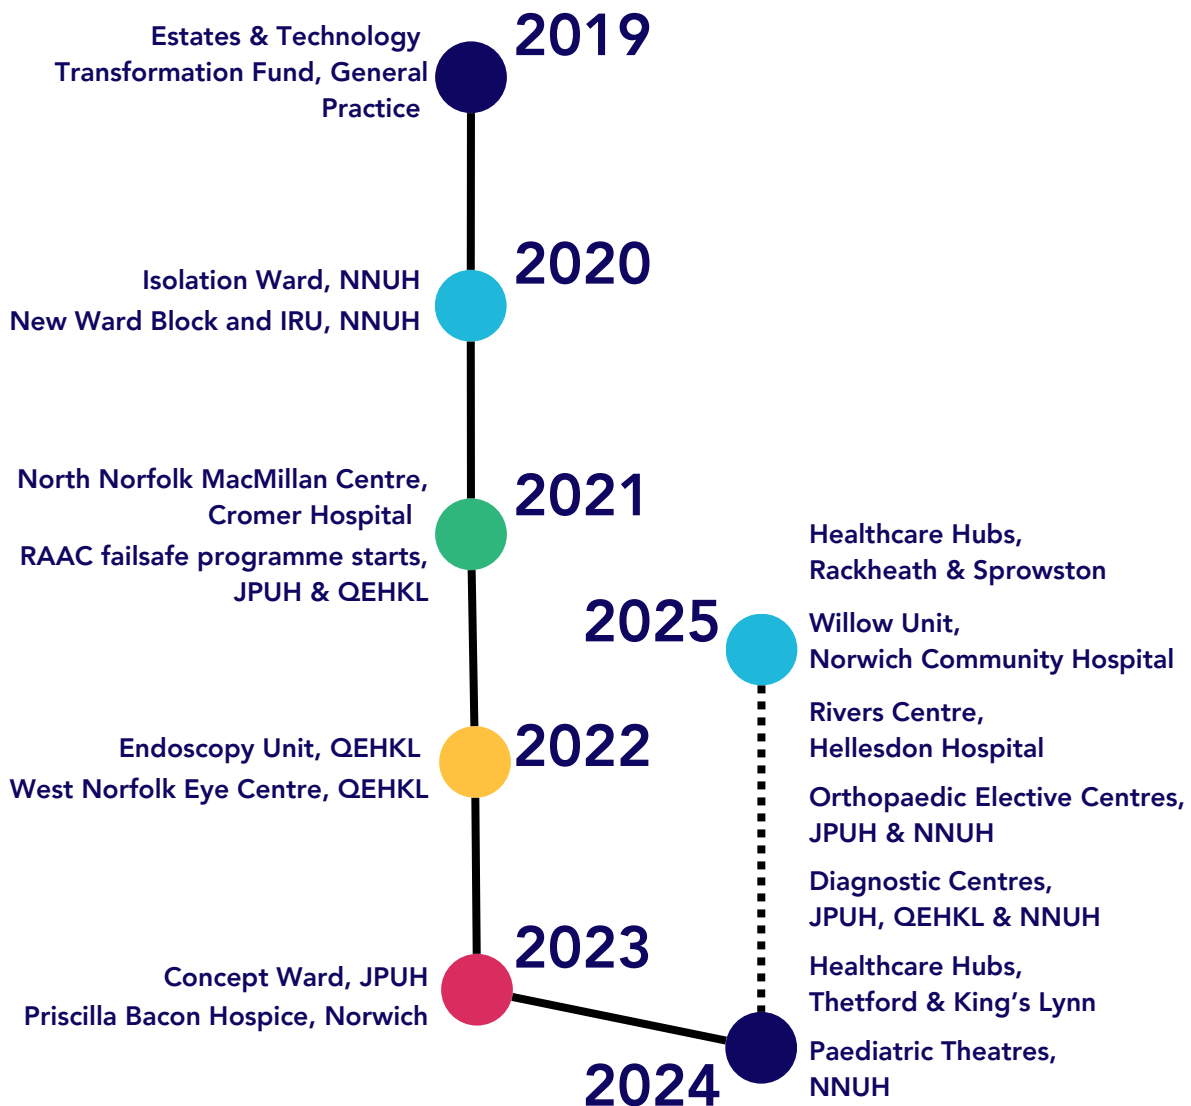 2019
Estates & Technology
Transformation Fund, General
Practice
2020
Isolation Ward, NNUH
New Ward Block and IRU, NNUH
2021
North Norfolk MacMillan Centre,
Cromer Hospital
RAAC failsafe programme starts,
JPUH & QEHKL
2022
Endoscopy Unit, QEHKL
West Norfolk Eye Centre, QEHKL
2023
Concept Ward, JPUH
Priscilla Bacon Hospice, Norwich
2025
Healthcare Hubs,
Rackheath & Sprowston
Willow Unit,
Norwich Community Hospital
Rivers Centre,
Hellesdon Hospital
Orthopaedic Elective Centres,
JPUH & NNUH
Diagnostic Centres,
JPUH, QEHKL & NNUH
Healthcare Hubs,
Thetford & King's Lynn
Paediatric Theatres,
NNUH
2024